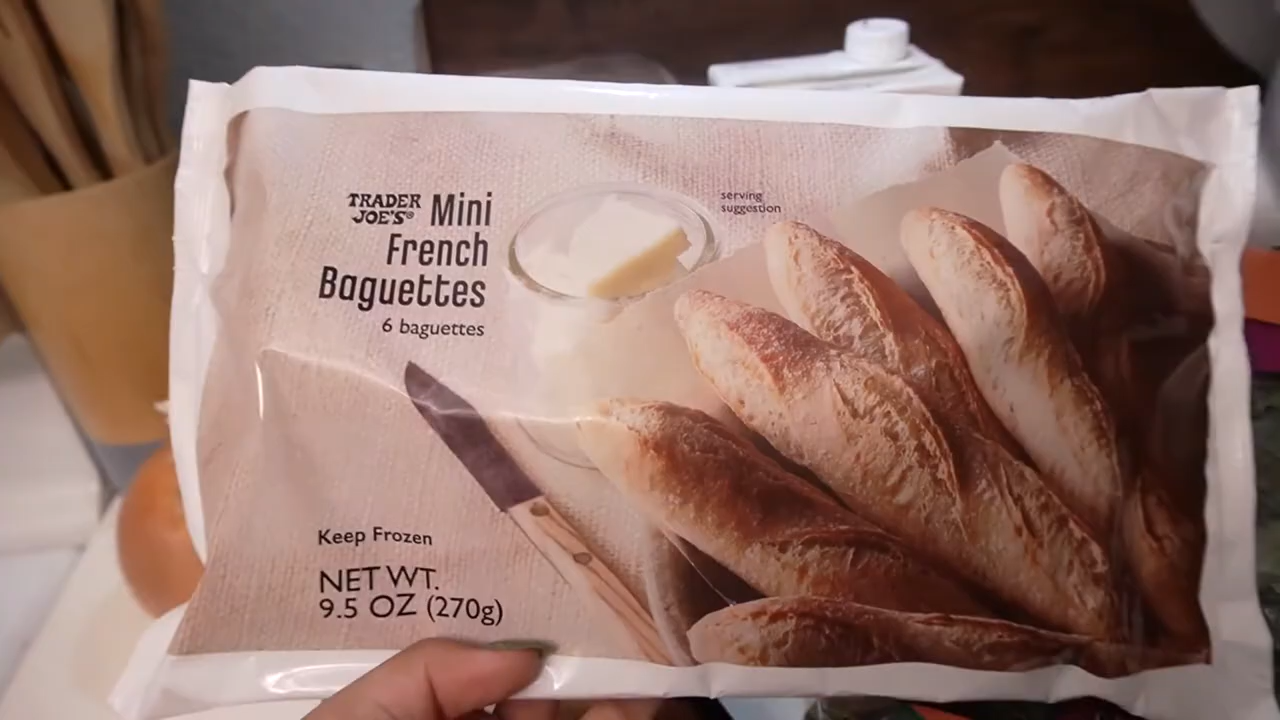 TRADER
JOE'S® Mini
French
Baguettes
6 baguettes
serving
suggestion
Keep Frozen
NET WT.
9.5 OZ (270g)